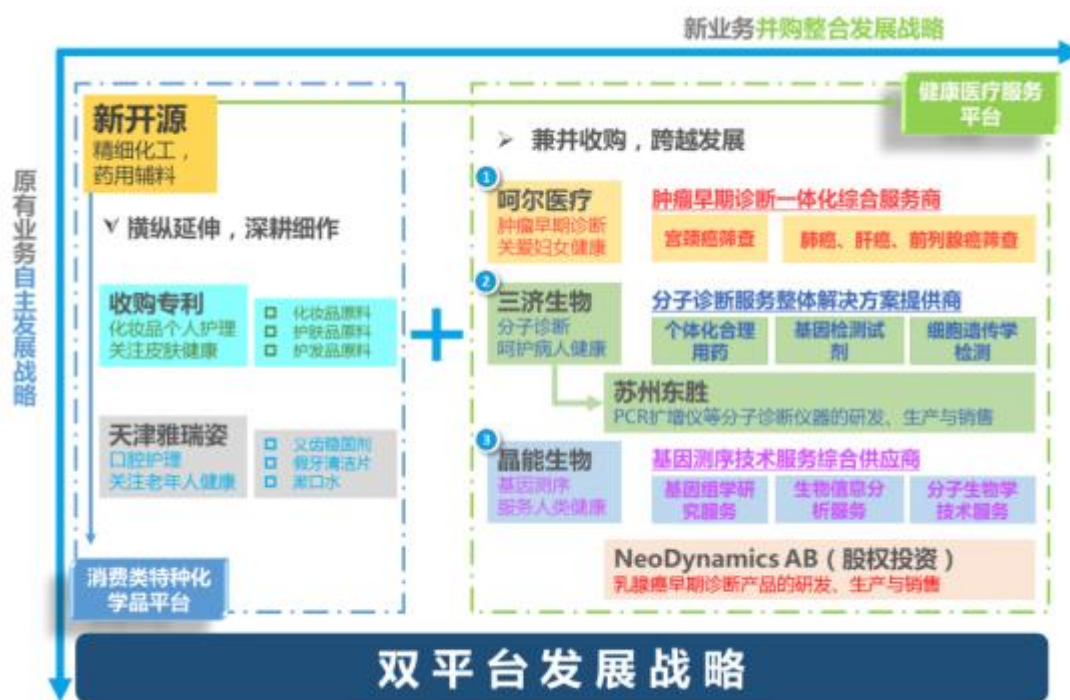 新业务并购整合发展战略
健康医疗服务
平台
新开源
精细化工，
药用辅料
原有业务自主发展战略
横纵延伸，深耕细作
收购专利
化妆品个人护理
关注皮肤健康
化妆品原料
护肤品原料
护发品原料
天津雅瑞姿
口腔护理
关注老年人健康
义齿稳固剂
假牙清洁片
漱口水
消费类特种化
学品平台
兼并收购，跨越发展
1
呵尔医疗
肿瘤早期诊断
关爱妇女健康
肿瘤早期诊断一体化综合服务商
宫颈癌筛查
肺癌、肝癌、前列腺癌筛查
2
三济生物
分子诊断
呵护病人健康
分子诊断服务整体解决方案提供商
个体化合理
用药
基因检测试
剂
细胞遗传学
检测
苏州东胜
PCR扩增仪等分子诊断仪器的研发、生产与销售
3
晶能生物
基因测序
服务人类健康
基因测序技术服务综合供应商
基因组学研
究服务
生物信息分
析服务
分子生物学
技术服务
NeoDynamics AB（股权投资）
乳腺癌早期诊断产品的研发、生产与销售
双平台发展战略